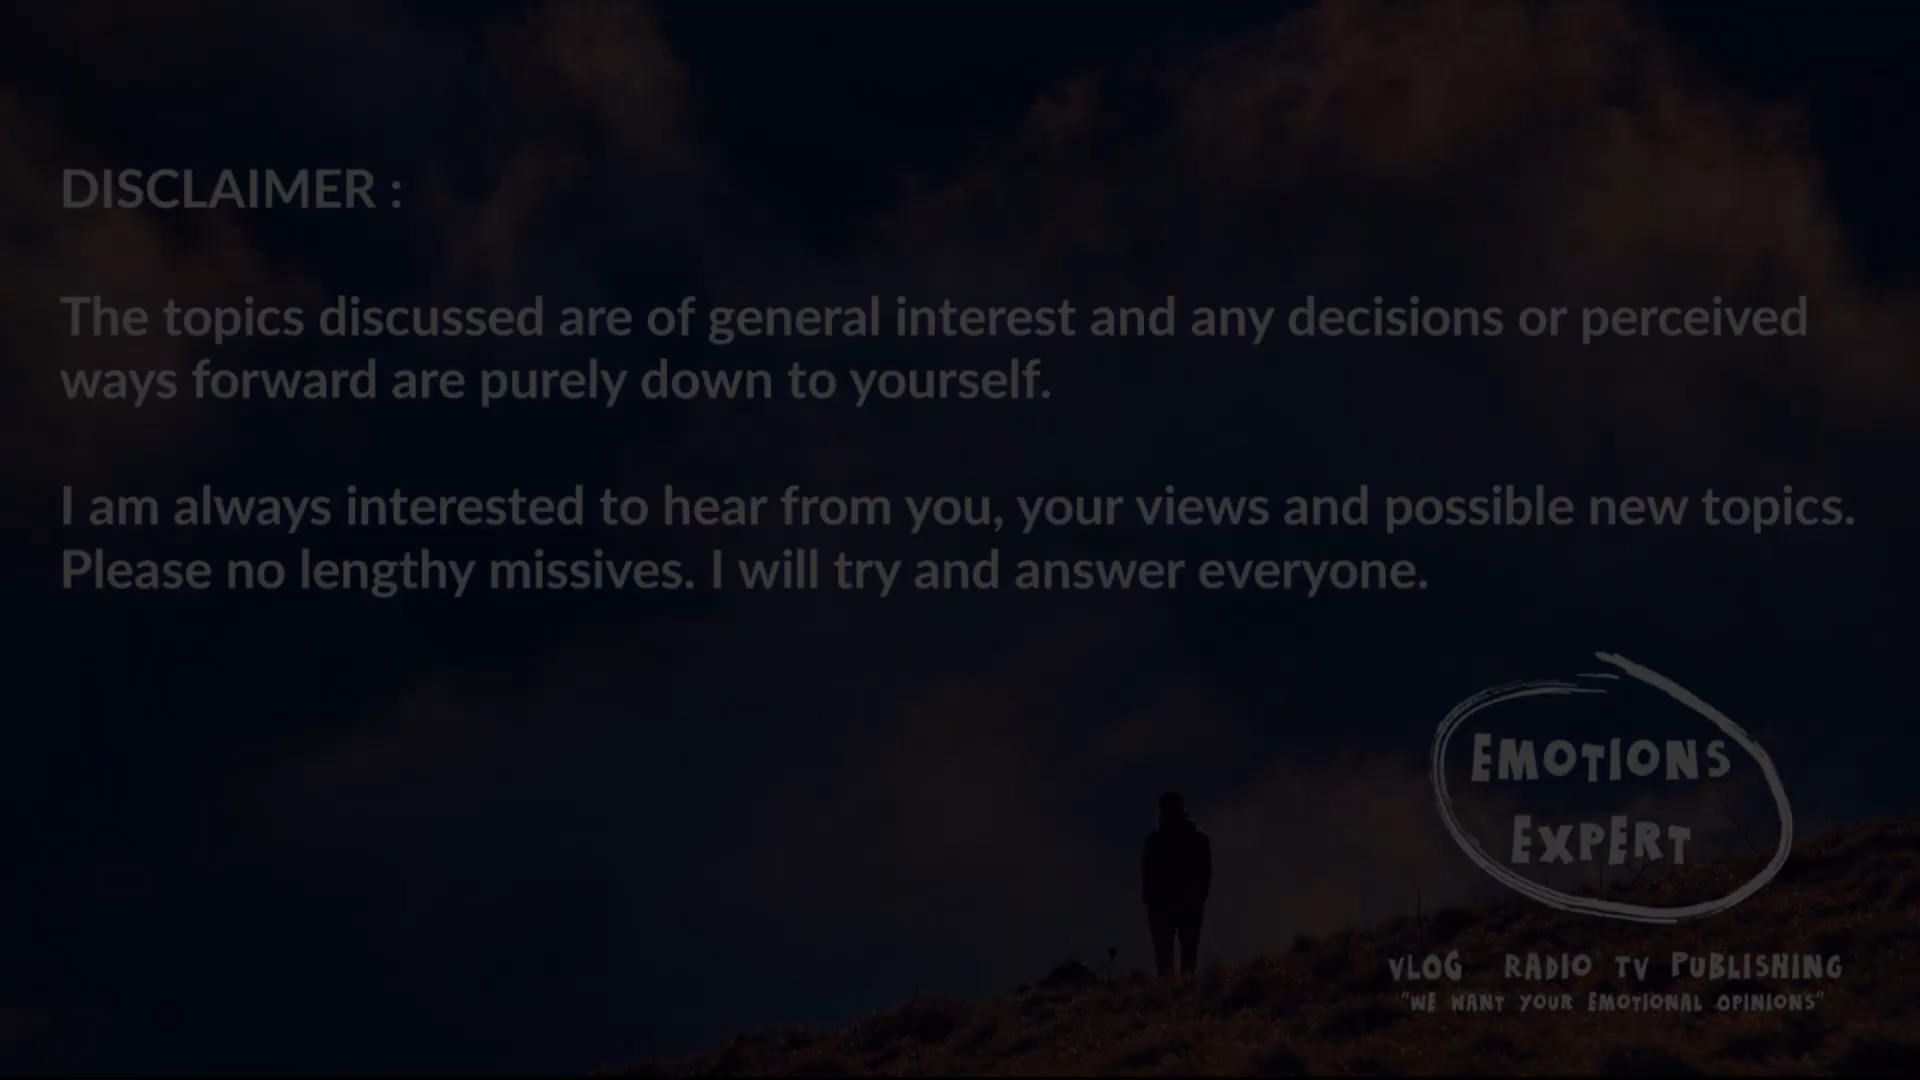 DISCLAIMER :
The topics discussed are of general interest and any decisions or perceived
ways forward are purely down to yourself.
I am always interested to hear from you, your views and possible new topics.
Please no lengthy missives. I will try and answer everyone.
EMOTIONS
EXPERT
VLOG RADIO TV PUBLISHING
"WE WANT YOUR EMOTIONAL OPINIONS"